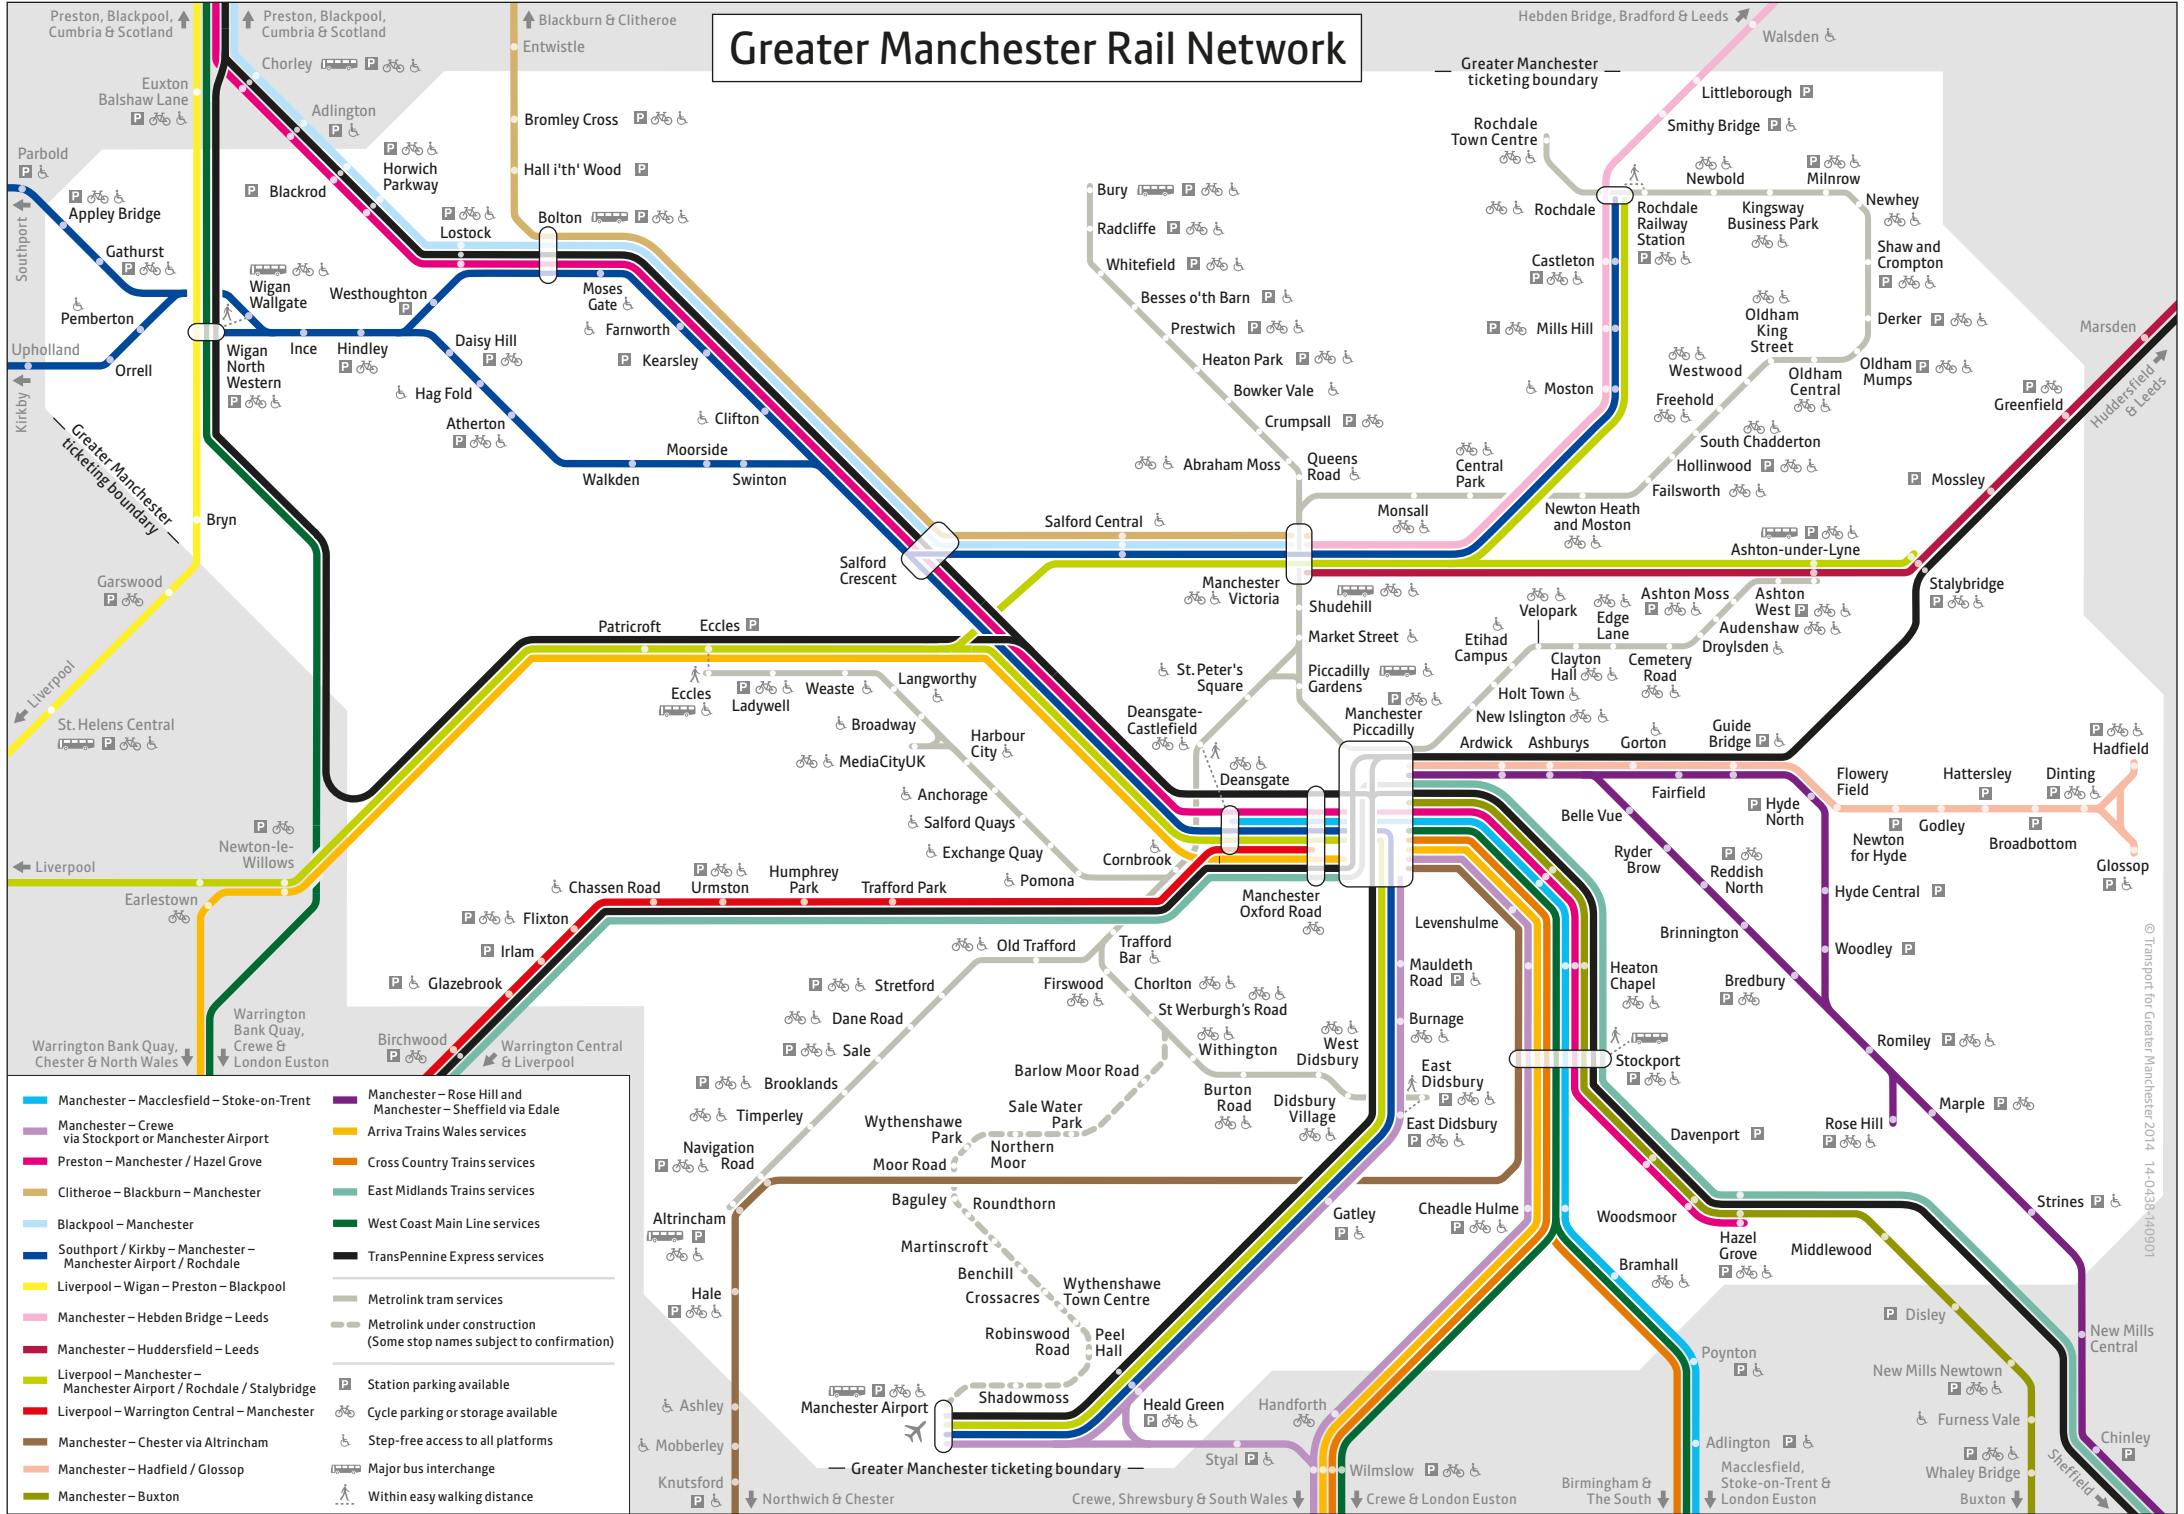 Greater Manchester Rail Network
Preston, Blackpool,
Cumbria & Scotland
Preston, Blackpool,
Cumbria & Scotland
Blackburn & Clitheroe
Entwistle
Chorley P
Euxton
Balshaw Lane
P
Adlington
P
Bromley Cross P
Hall i'th' Wood P
P
Horwich
Parkway
P Blackrod
Parbold
P
P
Appley Bridge
Southport
Gathurst
P
Pemberton
Upholland
Orrell
Kirkby
Wigan
Wallgate
Wigan
North
Western
P
Ince
Hindley
P
Westhoughton
P
P
Lostock
Bolton P
Moses
Gate
Farnworth
P Kearsley
Clifton
Daisy Hill
P
Hag Fold
Atherton
P
Walkden
Moorside
Swinton
Greater Manchester
ticketing boundary
Bryn
Garswood
P
Liverpool
St. Helens Central
P
P
Newton-le-
Willows
Liverpool
Earlestown
Warrington Bank Quay,
Chester & North Wales
Warrington
Bank Quay,
Crewe &
London Euston
Hebden Bridge, Bradford & Leeds
Walsden
Greater Manchester
ticketing boundary
Littleborough P
Smithy Bridge P
Rochdale
Town Centre
Rochdale
Rochdale
Railway
Station
P
Newbold
Kingsway
Business Park
P
Milnrow
Newhey
Shaw and
Crompton
P
Derker P
Oldham
Mumps P
Oldham
Central
Oldham
King
Street
Westwood
Freehold
South Chadderton
Hollinwood P
Failsworth
Newton Heath
and Moston
Central
Park
Monsall
Castleton
P
P Mills Hill
Moston
Bury P
Radcliffe P
Whitefield P
Besses o'th Barn P
Prestwich P
Heaton Park P
Bowker Vale
Crumpsall P
Abraham Moss
Queens
Road
Marsden
Huddersfield
& Leeds
P
Greenfield
P Mossley
P
Ashton-under-Lyne
Stalybridge
P
Salford Central
Salford
Crescent
Manchester
Victoria
Shudehill
Market Street
Piccadilly
Gardens
St. Peter's
Square
Deansgate-
Castlefield
P
Manchester
Piccadilly
Deansgate
Manchester
Oxford Road
Velopark
Etihad
Campus
Edge
Lane
Clayton
Hall
Cemetery
Road
Holt Town
New Islington
Ashton Moss
P
Ashton
West P
Audenshaw
Droylsden
Patricroft
Eccles P
Eccles
P
Ladywell
Weaste
Langworthy
Broadway
Harbour
City
MediaCityUK
Anchorage
Salford Quays
Exchange Quay
Pomona
Cornbrook
Chassen Road
P
Urmston
Humphrey
Park
Trafford Park
P Flixton
P Irlam
P Glazebrook
Birchwood
P
Warrington Central
& Liverpool
Old Trafford
Trafford
Bar
P Stretford
Dane Road
P Sale
P Brooklands
Timperley
Navigation
Road
P
Altrincham
P
Hale
P
Ashley
Mobberley
Knutsford
P
Northwich & Chester
Firswood
Chorlton
St Werburgh's Road
Withington
Burton
Road
West
Didsbury
Didsbury
Village
East
Didsbury
P
East Didsbury
P
Barlow Moor Road
Sale Water
Park
Northern
Moor
Wythenshawe
Park
Moor Road
Baguley
Roundthorn
Martinscroft
Benchill
Crossacres
Wythenshawe
Town Centre
Robinswood
Road
Peel
Hall
Shadowmoss
P
Manchester Airport
Greater Manchester ticketing boundary
Ardwick
Ashburys
Gorton
Guide
Bridge P
Fairfield
Belle Vue
Ryder
Brow
P
Reddish
North
Brinnington
Bredbury
P
P Hyde
North
Hyde Central P
Woodley P
Romiley P
Marple P
Rose Hill
P
Strines P
New Mills
Central
Chinley
P
Sheffield
Flowery
Field
P
Newton
for Hyde
Godley
Hattersley
P
P
Broadbottom
Dinting
P
P
Hadfield
Glossop
P
Levenshulme
Mauldeth
Road P
Burnage
Heaton
Chapel
Stockport
P
Davenport P
Woodsmoor
Hazel
Grove
P
Middlewood
P Disley
New Mills Newtown
P
Furness Vale
P
Whaley Bridge
Buxton
Gatley
P
Cheadle Hulme
P
Bramhall
Poynton
P
Adlington P
Macclesfield,
Stoke-on-Trent &
London Euston
Birmingham &
The South
Heald Green
P
Styal P
Handforth
Wilmslow P
Crewe, Shrewsbury & South Wales
Crewe & London Euston
Manchester – Macclesfield – Stoke-on-Trent
Manchester – Crewe
via Stockport or Manchester Airport
Preston – Manchester / Hazel Grove
Clitheroe – Blackburn – Manchester
Blackpool – Manchester
Southport / Kirkby – Manchester –
Manchester Airport / Rochdale
Liverpool – Wigan – Preston – Blackpool
Manchester – Hebden Bridge – Leeds
Manchester – Huddersfield – Leeds
Liverpool – Manchester –
Manchester Airport / Rochdale / Stalybridge
Liverpool – Warrington Central – Manchester
Manchester – Chester via Altrincham
Manchester – Hadfield / Glossop
Manchester – Buxton
Manchester – Rose Hill and
Manchester – Sheffield via Edale
Arriva Trains Wales services
Cross Country Trains services
East Midlands Trains services
West Coast Main Line services
TransPennine Express services
Metrolink tram services
Metrolink under construction
(Some stop names subject to confirmation)
P Station parking available
Cycle parking or storage available
Step-free access to all platforms
Major bus interchange
Within easy walking distance
© Transport for Greater Manchester 2014 14-0438-140901